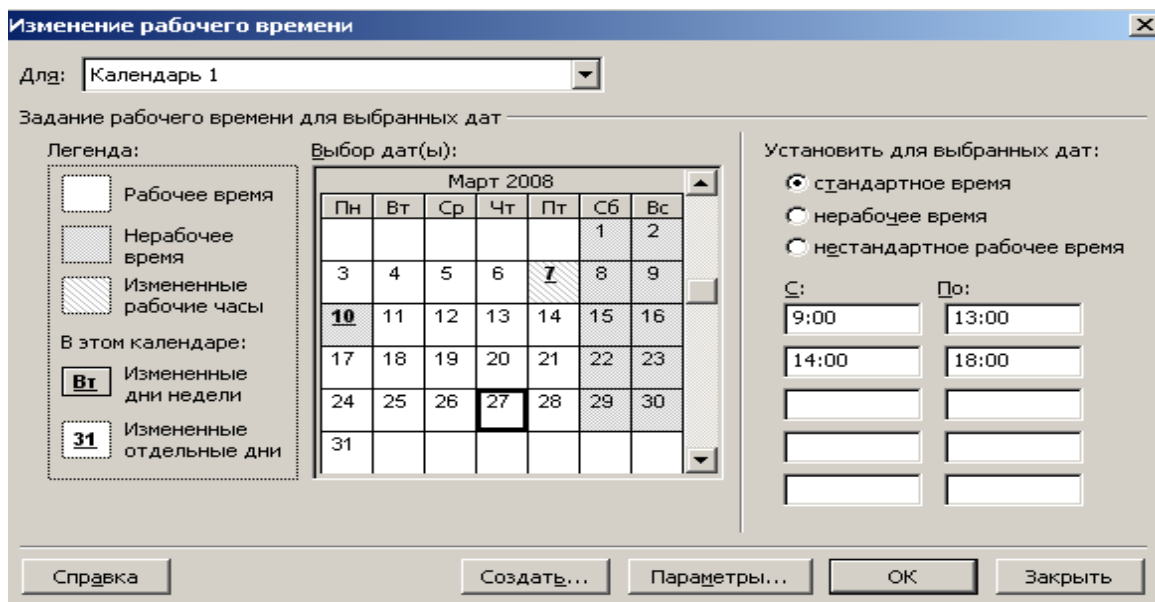 Изменение рабочего времени
Для: Календарь 1
Задание рабочего времени для выбранных дат
Легенда:
Рабочее время
Нерабочее
время
Измененные
рабочие часы
В этом календаре:
Вт Измененные
дни недели
31 Измененные
отдельные дни
Выбор дат(ы):
Март 2008
Пн Вт Ср Чт Пт Сб Вс
1 2
3 4 5 6 7 8 9
10 11 12 13 14 15 16
17 18 19 20 21 22 23
24 25 26 27 28 29 30
31
Установить для выбранных дат:
стандартное время
нерабочее время
нестандартное рабочее время
С: По:
9:00 13:00
14:00 18:00
Справка Создать... Параметры... ОК Закрыть